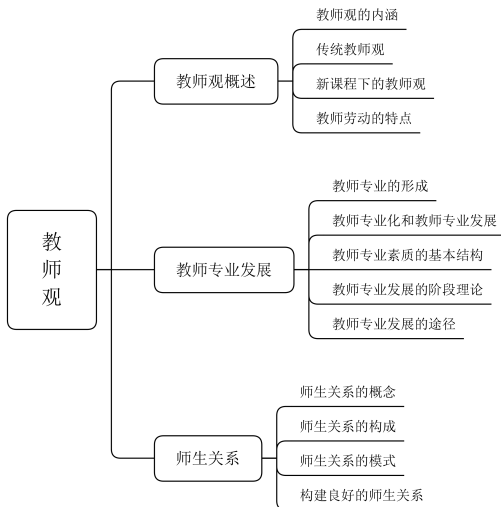 教师观
教师观概述
教师观的内涵
传统教师观
新课程下的教师观
教师劳动的特点
教师专业发展
教师专业的形成
教师专业化和教师专业发展
教师专业素质的基本结构
教师专业发展的阶段理论
教师专业发展的途径
师生关系
师生关系的概念
师生关系的构成
师生关系的模式
构建良好的师生关系